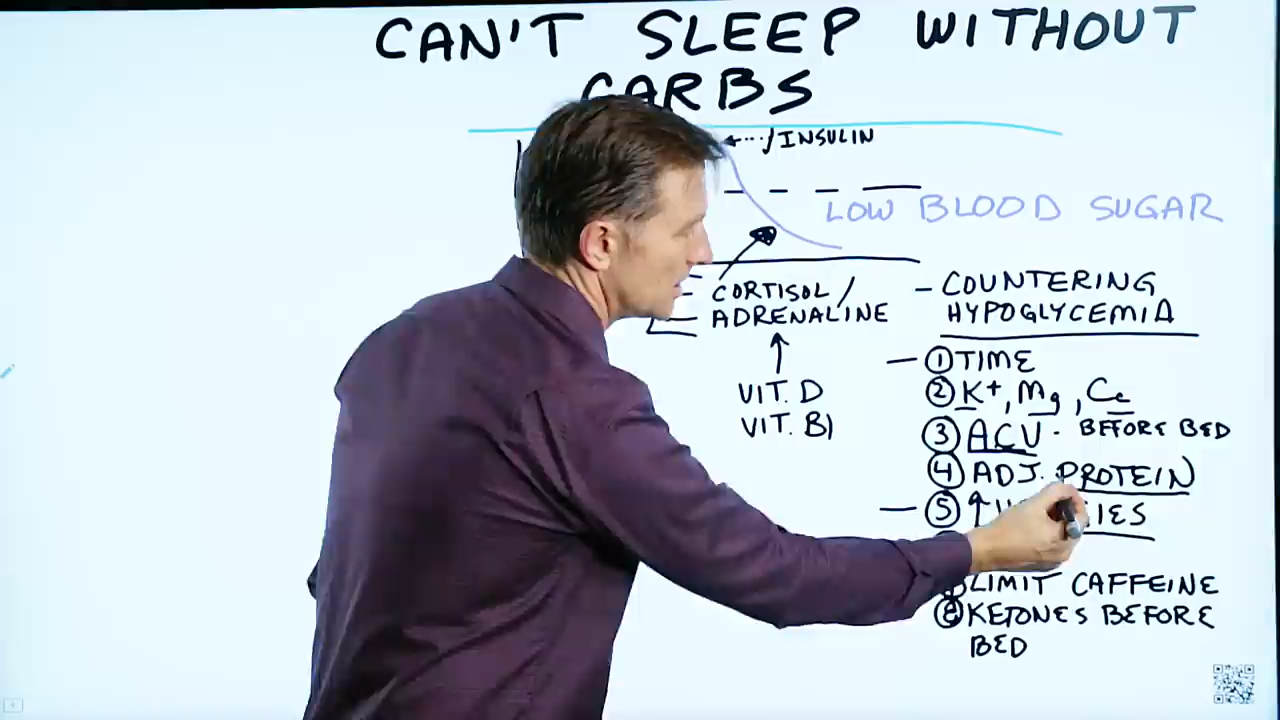 CAN'T SLEEP WITHOUT
CARBS
INSULIN
LOW BLOOD SUGAR
CORTISOL /
ADRENALINE
VIT. D
VIT. B1
- COUNTERING
HYPOGLYCEMIA
① TIME
② K+, Mg, Ca
③ ACV - BEFORE BED
④ ADJ. PROTEIN
⑤ ↑
LIMIT CAFFEINE
⑧ KETONES BEFORE
BED